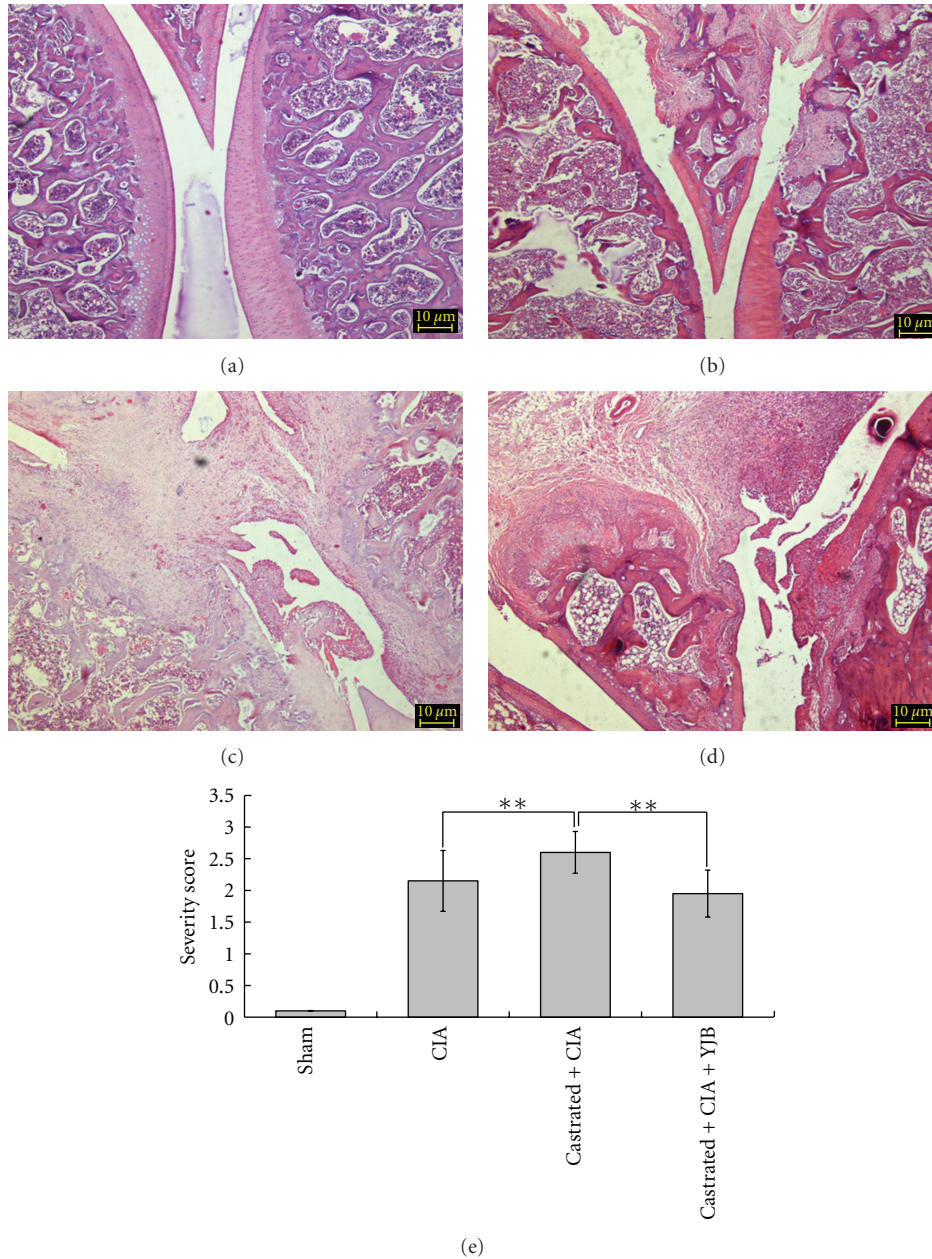 10 µm
10 µm
(a)
(b)
10 µm
10 µm
(c)
(d)
3.5
3
2.5
2
1.5
1
0.5
0
Severity score
**
**
Sham
CIA
Castrated + CIA
Castrated + CIA + YJB
(e)